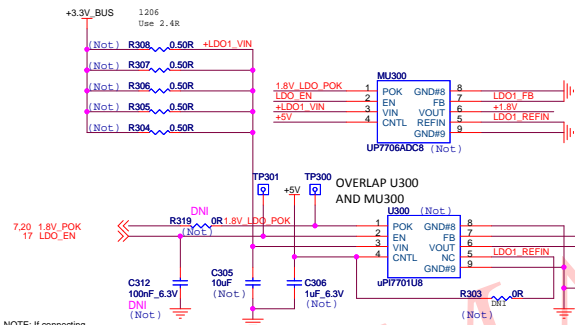 +3.3V_BUS
1206
Use 2.4R
(Not) R308 0.50R +LDO1_VIN
(Not) R307 0.50R
(Not) R306 0.50R
(Not) R305 0.50R
(Not) R304 0.50R
MU300
1.8V_LDO_POK 1 POK GND#8 8
LDO_EN 2 EN FB 7 LDO1_FB
+LDO1_VIN 3 VIN VOUT 6 +1.8V
+5V 4 CNTL REFIN 5 LDO1_REFIN
GND#9 9
UP7706ADC8 (Not)
TP301 TP300
+5V
OVERLAP U300
AND MU300
DNI
U300 (Not)
7,20 1.8V_POK R319 0R 1.8V_LDO_POK 1 POK GND#8 8
(Not)
17 LDO_EN 2 EN FB 7
3 VIN VOUT 6
4 CNTL NC 5 LDO1_REFIN
GND#9 9
uPI7701U8
C312
100nF_6.3V
DNI
(Not)
C305
10uF
(Not)
C306
1uF_6.3V
(Not)
R303 0R
DNI
(Not)
NOTE: If connecting